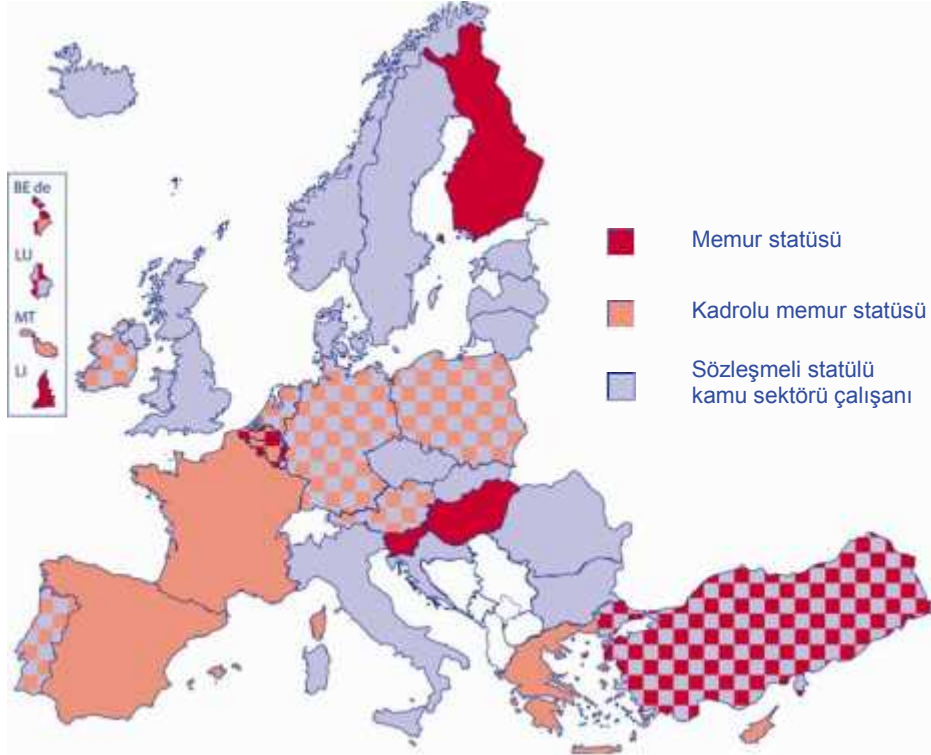 BE de
LU
MT
LI
Memur statüsü
Kadrolu memur statüsü
Sözleşmeli statülü
kamu sektörü çalışanı